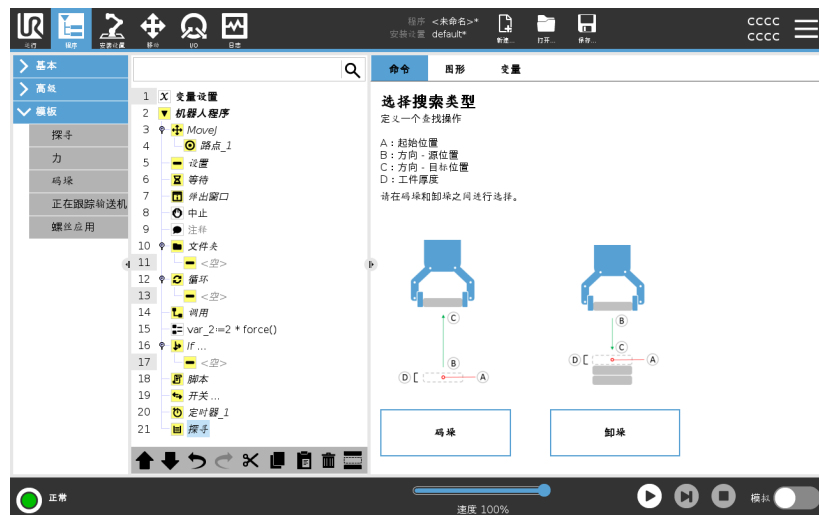 UR
运行
程序
安装设置
移动
I/O
日志
程序 <未命名>*
安装设置 default*
新建...
打开...
保存...
CCCC
CCCC
基本
高级
模板
探寻
力
码垛
正在跟踪输送机
螺丝应用
1 x 变量设置
2 机器人程序
3 MoveJ
4 路点_1
5 设置
6 等待
7 弹出窗口
8 中止
9 注释
10 文件夹
11 <空>
12 循环
13 <空>
14 调用
15 var_2:=2 * force()
16 If ...
17 <空>
18 脚本
19 开关 ...
20 定时器_1
21 探寻
命令 图形 变量
选择搜索类型
定义一个查找操作
A：起始位置
B：方向 - 源位置
C：方向 - 目标位置
D：工件厚度
请在码垛和卸垛之间进行选择。
C
B
D
A
B
C
D
A
码垛
卸垛
正常
速度 100%
模拟